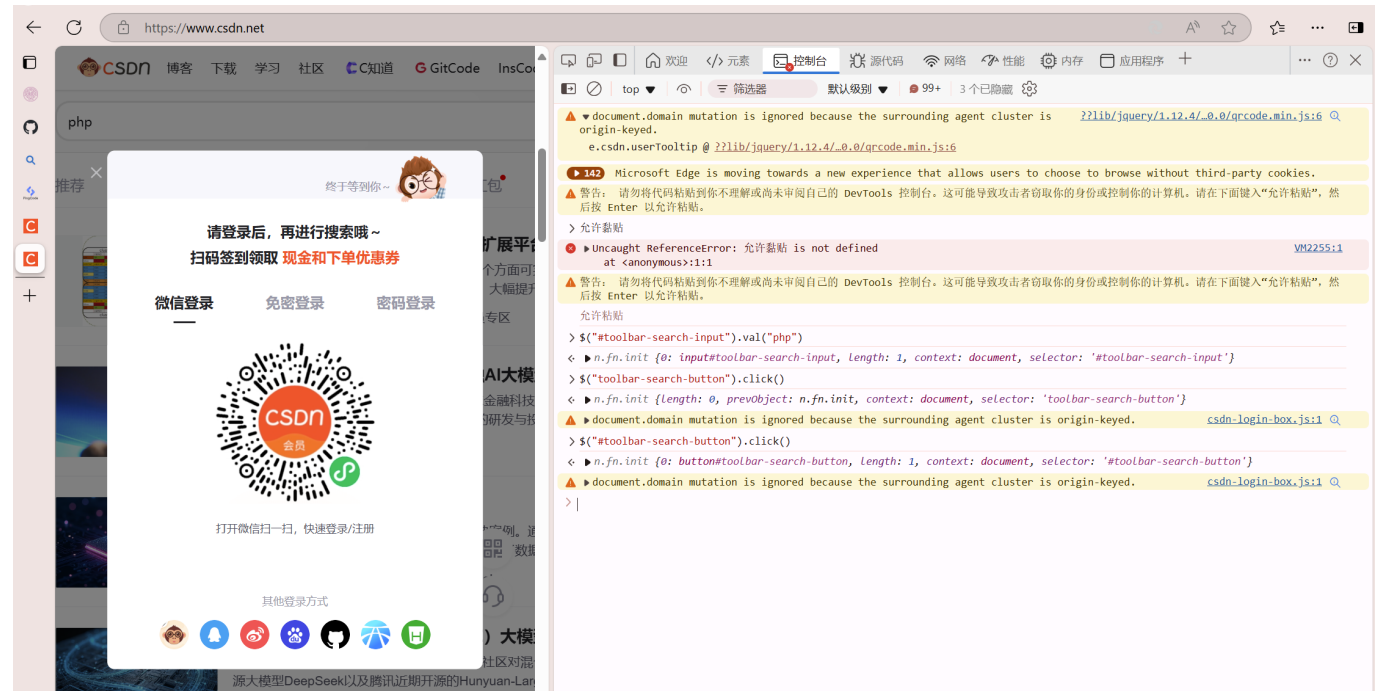 https://www.csdn.net
CSDN 博客 下载 学习 社区 C知道 GitCode
php
推荐
终于等到你~
请登录后，再进行搜索哦~
扫码签到领取 现金和下单优惠券
微信登录 免密登录 密码登录
CSDN
会员
打开微信扫一扫，快速登录/注册
其他登录方式
扩展平台
个方面可
大幅提升
专区
AI大模
金融科技
的研发与投
数据
）大模
社区对混
源大模型DeepSeek以及腾讯近期开源的Hunyuan-Lar
欢迎 元素 控制台 源代码 网络 性能 内存 应用程序
top 筛选器 默认级别 99+ 3 个已隐藏
document.domain mutation is ignored because the surrounding agent cluster is ??lib/jquery/1.12.4/…0.0/qrcode.min.js:6
origin-keyed.
e.csdn.userTooltip @ ??lib/jquery/1.12.4/…0.0/qrcode.min.js:6
142 Microsoft Edge is moving towards a new experience that allows users to choose to browse without third-party cookies.
警告: 请勿将代码粘贴到你不理解或尚未审阅自己的 DevTools 控制台。这可能导致攻击者窃取你的身份或控制你的计算机。请在下面键入“允许粘贴”，然
后按 Enter 以允许粘贴。
允许黏贴
Uncaught ReferenceError: 允许黏贴 is not defined VM2255:1
at <anonymous>:1:1
警告: 请勿将代码粘贴到你不理解或尚未审阅自己的 DevTools 控制台。这可能导致攻击者窃取你的身份或控制你的计算机。请在下面键入“允许粘贴”，然
后按 Enter 以允许粘贴。
允许粘贴
$("#toolbar-search-input").val("php")
n.fn.init {0: input#toolbar-search-input, length: 1, context: document, selector: '#toolbar-search-input'}
$("toolbar-search-button").click()
n.fn.init {length: 0, prevObject: n.fn.init, context: document, selector: 'toolbar-search-button'}
document.domain mutation is ignored because the surrounding agent cluster is origin-keyed. csdn-login-box.js:1
$("#toolbar-search-button").click()
n.fn.init {0: button#toolbar-search-button, length: 1, context: document, selector: '#toolbar-search-button'}
document.domain mutation is ignored because the surrounding agent cluster is origin-keyed. csdn-login-box.js:1